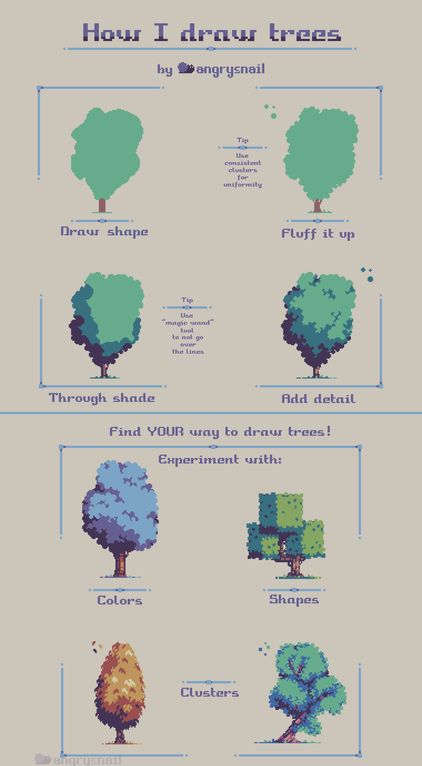 How I draw trees
by angrysnail
Draw shape
Tip
Use
consistent
clusters
for
uniformity
Fluff it up
Through shade
Tip
Use
"magic wand"
tool
to not go
over
the lines
Add detail
Find YOUR way to draw trees!
Experiment with:
Colors
Shapes
Clusters
angrysnail